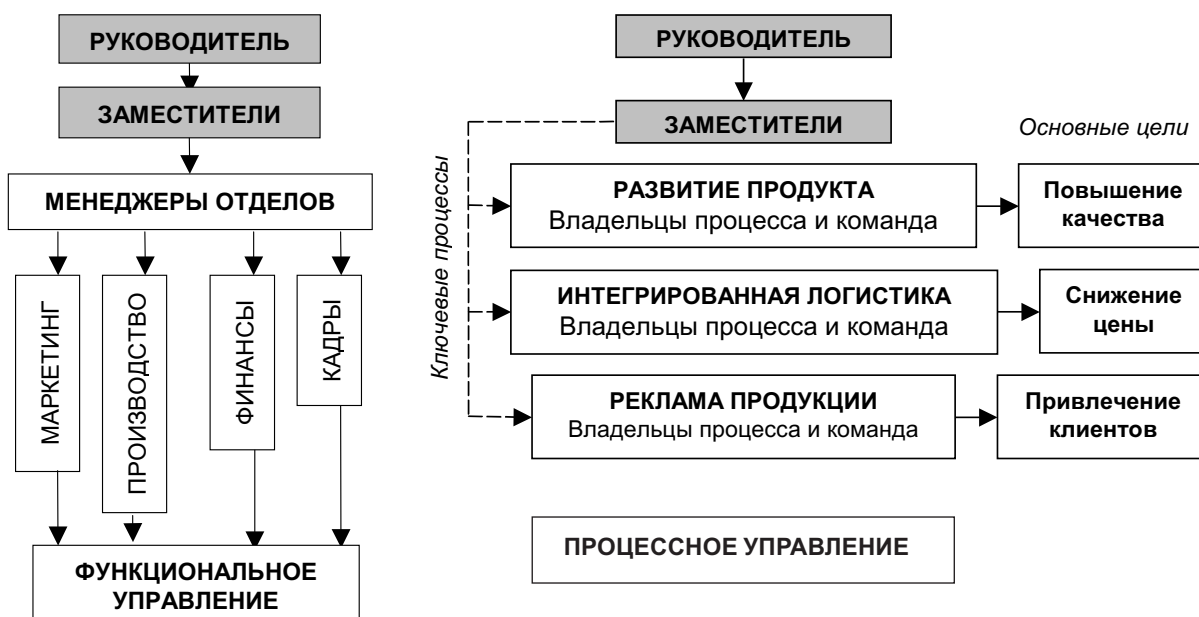 РУКОВОДИТЕЛЬ
ЗАМЕСТИТЕЛИ
МЕНЕДЖЕРЫ ОТДЕЛОВ
МАРКЕТИНГ
ПРОИЗВОДСТВО
ФИНАНСЫ
КАДРЫ
ФУНКЦИОНАЛЬНОЕ
УПРАВЛЕНИЕ
РУКОВОДИТЕЛЬ
ЗАМЕСТИТЕЛИ
Основные цели
Ключевые процессы
РАЗВИТИЕ ПРОДУКТА
Владельцы процесса и команда
Повышение
качества
ИНТЕГРИРОВАННАЯ ЛОГИСТИКА
Владельцы процесса и команда
Снижение
цены
РЕКЛАМА ПРОДУКЦИИ
Владельцы процесса и команда
Привлечение
клиентов
ПРОЦЕССНОЕ УПРАВЛЕНИЕ